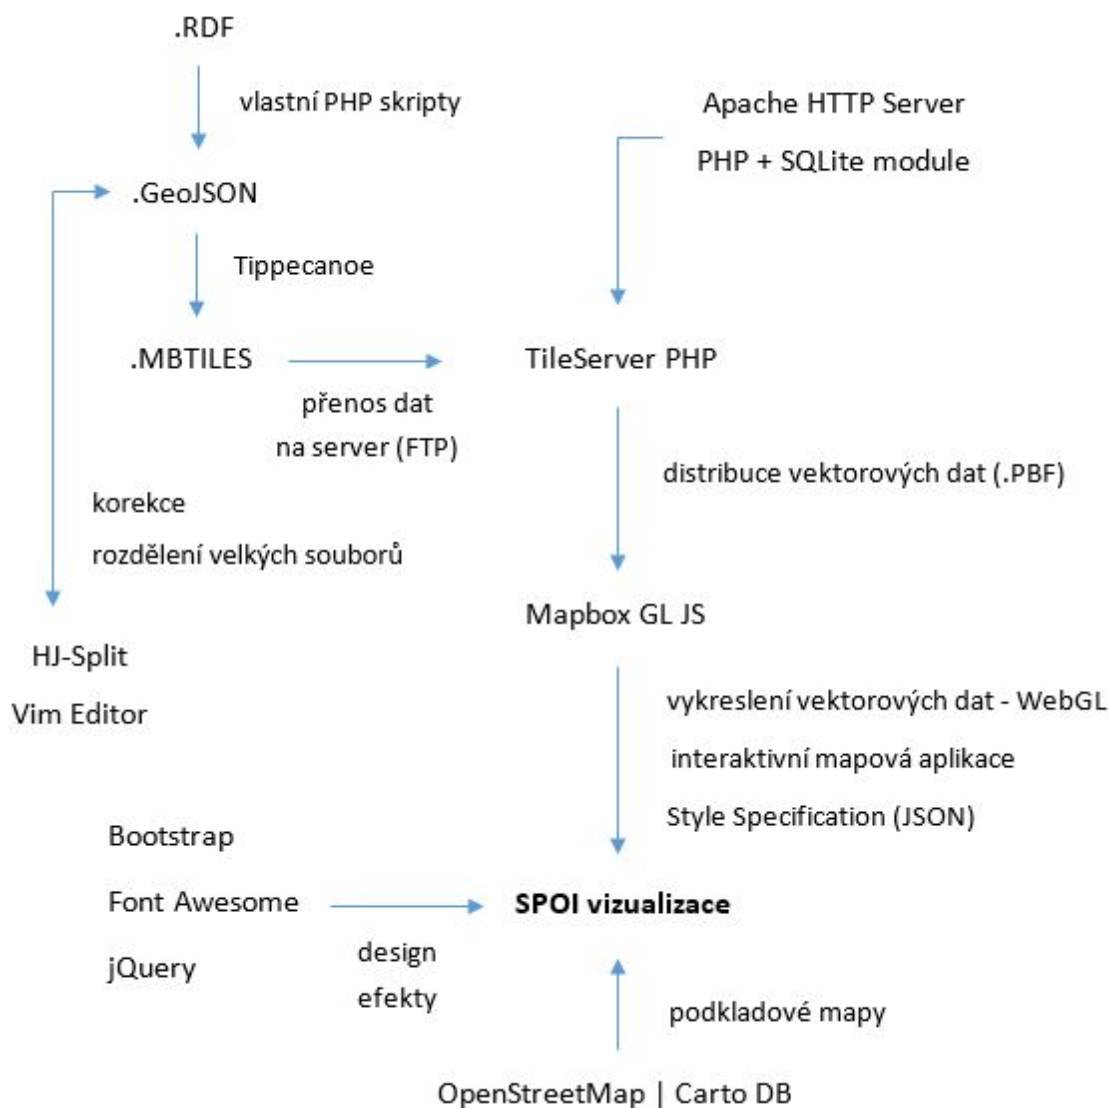 .RDF
vlastní PHP skripty
Apache HTTP Server
PHP + SQLite module
.GeoJSON
Tippecanoe
.MBTILES
TileServer PHP
přenos dat
na server (FTP)
distribuce vektorových dat (.PBF)
korekce
rozdělení velkých souborů
Mapbox GL JS
HJ-Split
Vim Editor
vykreslení vektorových dat - WebGL
interaktivní mapová aplikace
Style Specification (JSON)
Bootstrap
Font Awesome
jQuery
SPOI vizualizace
design
efekty
podkladové mapy
OpenStreetMap | Carto DB